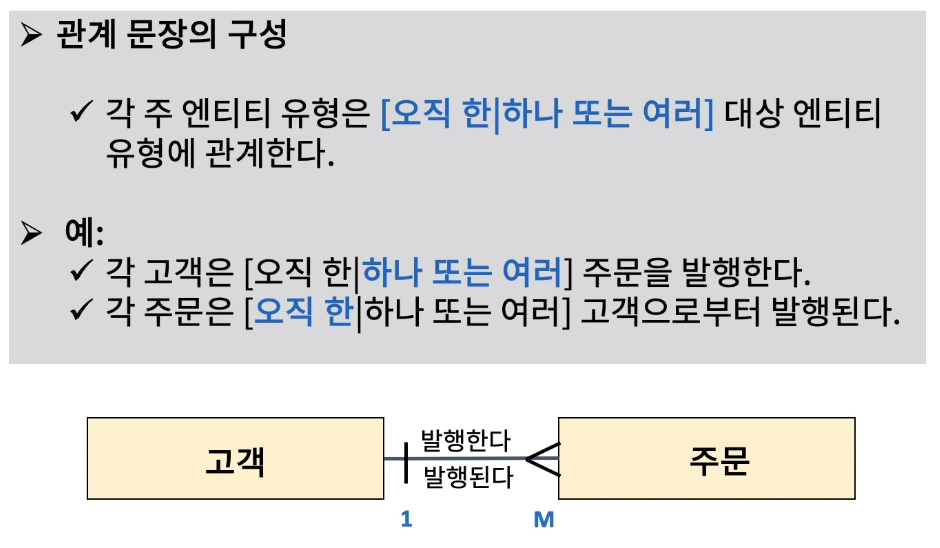 ➢ 관계 문장의 구성
✓ 각 주 엔티티 유형은 [오직 한|하나 또는 여러] 대상 엔티티
유형에 관계한다.
➢ 예:
✓ 각 고객은 [오직 한|하나 또는 여러] 주문을 발행한다.
✓ 각 주문은 [오직 한|하나 또는 여러] 고객으로부터 발행된다.
고객
발행한다
발행된다
주문
1
M